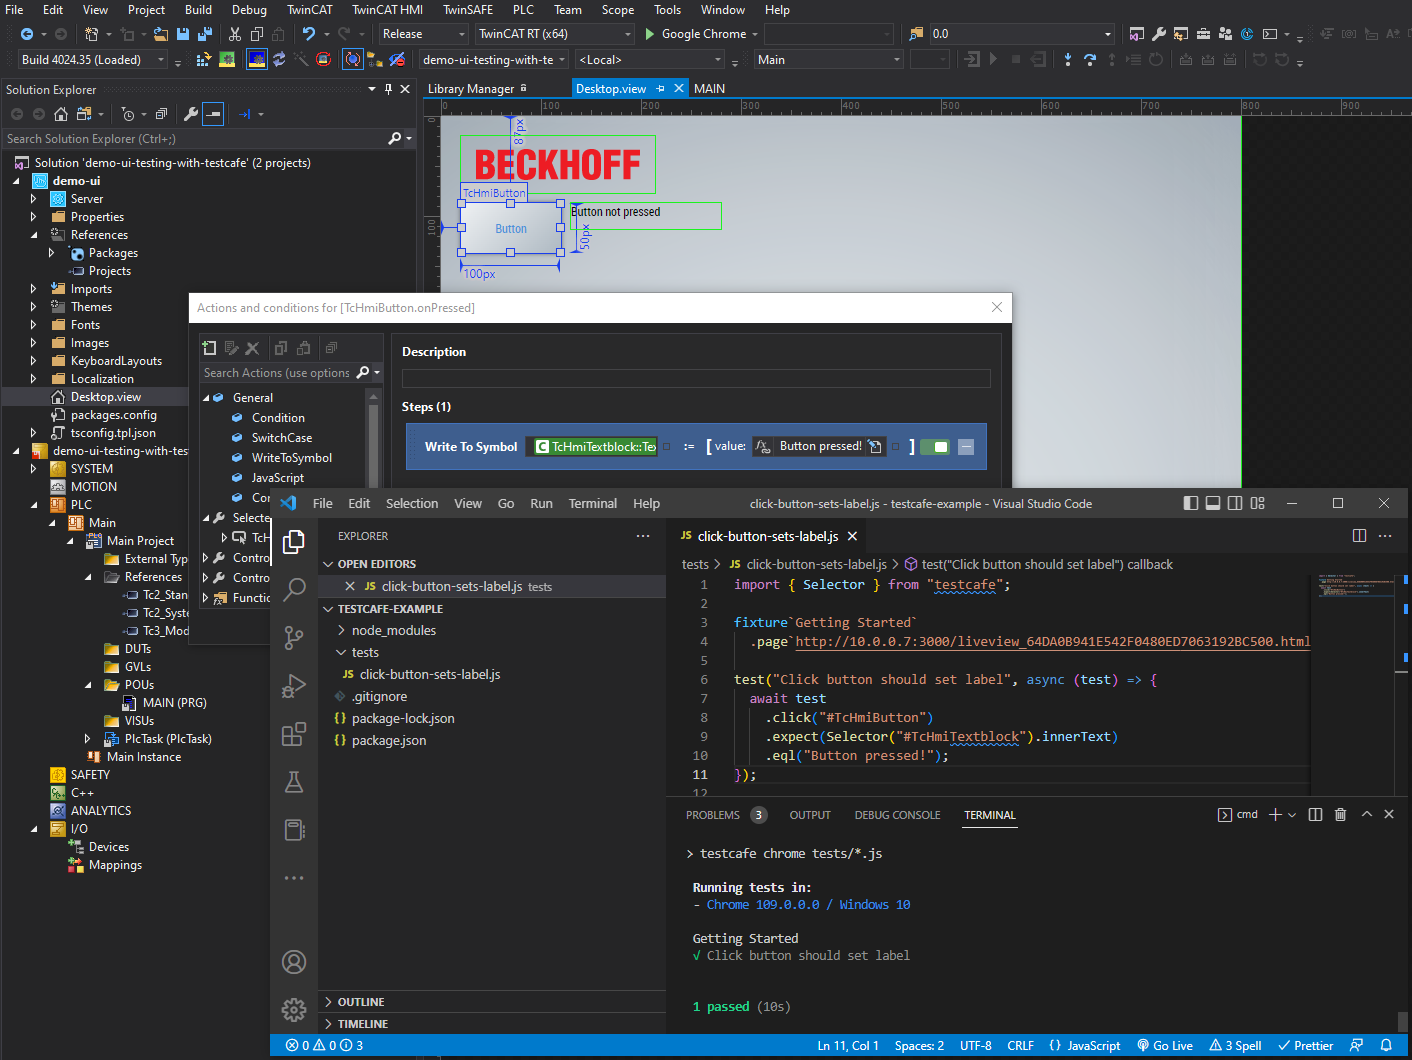 File Edit View Project Build Debug TwinCAT TwinCAT HMI TwinSAFE PLC Team Scope Tools Window Help
Release TwinCAT RT (x64) Google Chrome 0.0
Build 4024.35 (Loaded) demo-ui-testing-with-te <Local> Main
Solution Explorer
Library Manager Desktop.view MAIN
0 100 200 300 400 500 600 700 800 900
Search Solution Explorer (Ctrl+;)
Solution 'demo-ui-testing-with-testcafe' (2 projects)
demo-ui
Server
Properties
References
Packages
Projects
Imports
Themes
Fonts
Images
KeyboardLayouts
Localization
Desktop.view
packages.config
tsconfig.tpl.json
demo-ui-testing-with-tes
SYSTEM
MOTION
PLC
Main
Main Project
External Typ
References
Tc2_Stan
Tc2_Syste
Tc3_Mod
DUTs
GVLs
POUs
MAIN (PRG)
VISUs
PlcTask (PlcTask)
Main Instance
SAFETY
C++
ANALYTICS
I/O
Devices
Mappings
0
100
87px
BECKHOFF
TcHmiButton
Button
Button not pressed
50px
100px
Actions and conditions for [TcHmiButton.onPressed]
Search Actions (use options
General
Condition
SwitchCase
WriteToSymbol
JavaScript
Cor
Selecte
TcH
Contro
Contro
Functio
Description
Steps (1)
Write To Symbol C TcHmiTextblock::Te := [ value: Button pressed! ]
File Edit Selection View Go Run Terminal Help click-button-sets-label.js - testcafe-example - Visual Studio Code
EXPLORER
OPEN EDITORS
JS click-button-sets-label.js tests
TESTCAFE-EXAMPLE
node_modules
tests
JS click-button-sets-label.js
.gitignore
{} package-lock.json
{} package.json
OUTLINE
TIMELINE
JS click-button-sets-label.js
tests > JS click-button-sets-label.js > test("Click button should set label") callback
1 import { Selector } from "testcafe";
2
3 fixture`Getting Started`
4 .page`http://10.0.0.7:3000/liveview_64DA0B941E542F0480ED7063192BC500.html
5
6 test("Click button should set label", async (test) => {
7 await test
8 .click("#TcHmiButton")
9 .expect(Selector("#TcHmiTextblock").innerText)
10 .eql("Button pressed!");
11 });
12
PROBLEMS 3 OUTPUT DEBUG CONSOLE TERMINAL cmd
> testcafe chrome tests/*.js
Running tests in:
- Chrome 109.0.0.0 / Windows 10
Getting Started
√ Click button should set label
1 passed (10s)
0 0 3 Ln 11, Col 1 Spaces: 2 UTF-8 CRLF {} JavaScript Go Live 3 Spell Prettier